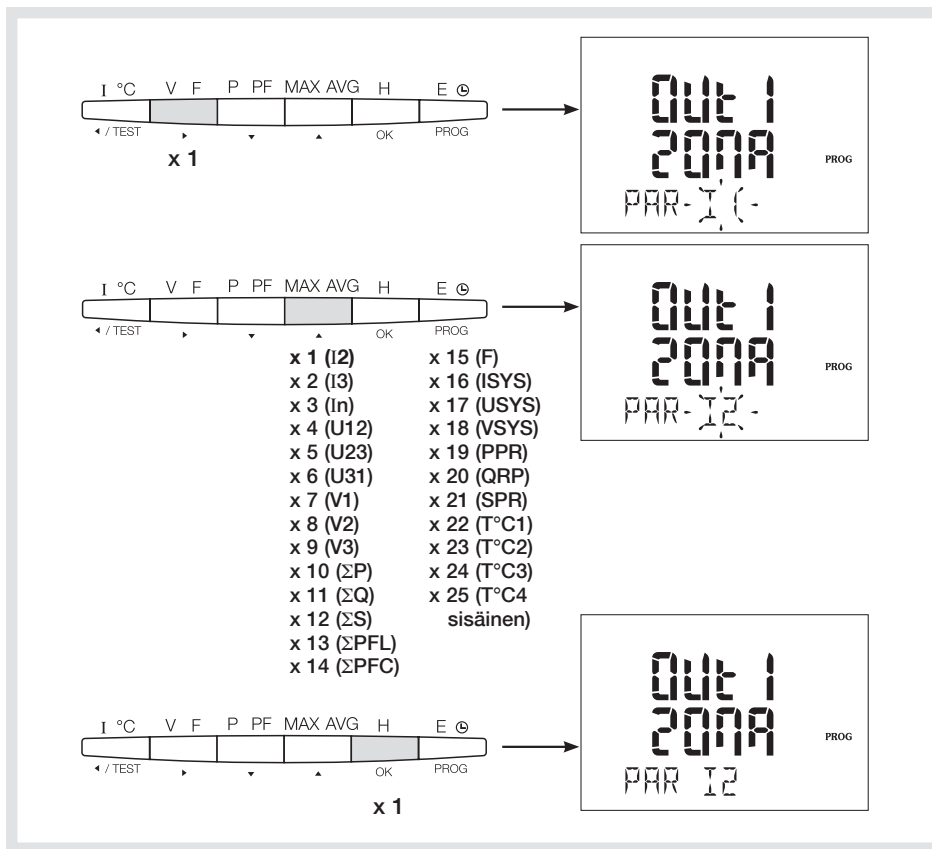 I °C V F P PF MAX AVG H E
/ TEST OK PROG
x 1
Out 1
20mA
PROG
PAR-I1-
I °C V F P PF MAX AVG H E
/ TEST OK PROG
x 1 (I2)
x 2 (I3)
x 3 (In)
x 4 (U12)
x 5 (U23)
x 6 (U31)
x 7 (V1)
x 8 (V2)
x 9 (V3)
x 10 (ΣP)
x 11 (ΣQ)
x 12 (ΣS)
x 13 (ΣPFL)
x 14 (ΣPFC)
x 15 (F)
x 16 (ISYS)
x 17 (USYS)
x 18 (VSYS)
x 19 (PPR)
x 20 (QRP)
x 21 (SPR)
x 22 (T°C1)
x 23 (T°C2)
x 24 (T°C3)
x 25 (T°C4
sisäinen)
Out 1
20mA
PROG
PAR-I2-
I °C V F P PF MAX AVG H E
/ TEST OK PROG
x 1
Out 1
20mA
PROG
PAR I2